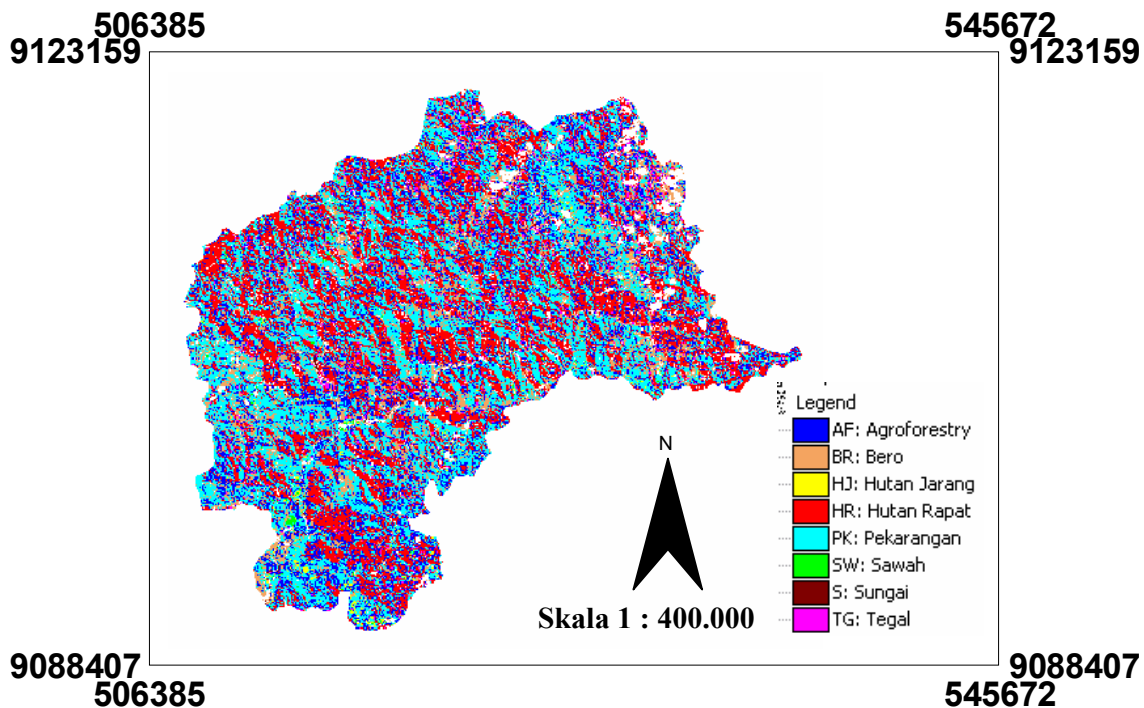 506385 545672
9123159 9123159
Legend
AF: Agroforestry
BR: Bero
N
HJ: Hutan Jarang
HR: Hutan Rapat
PK: Pekarangan
SW: Sawah
S: Sungai
Skala 1 : 400.000
TG: Tegal
9088407 9088407
506385 545672